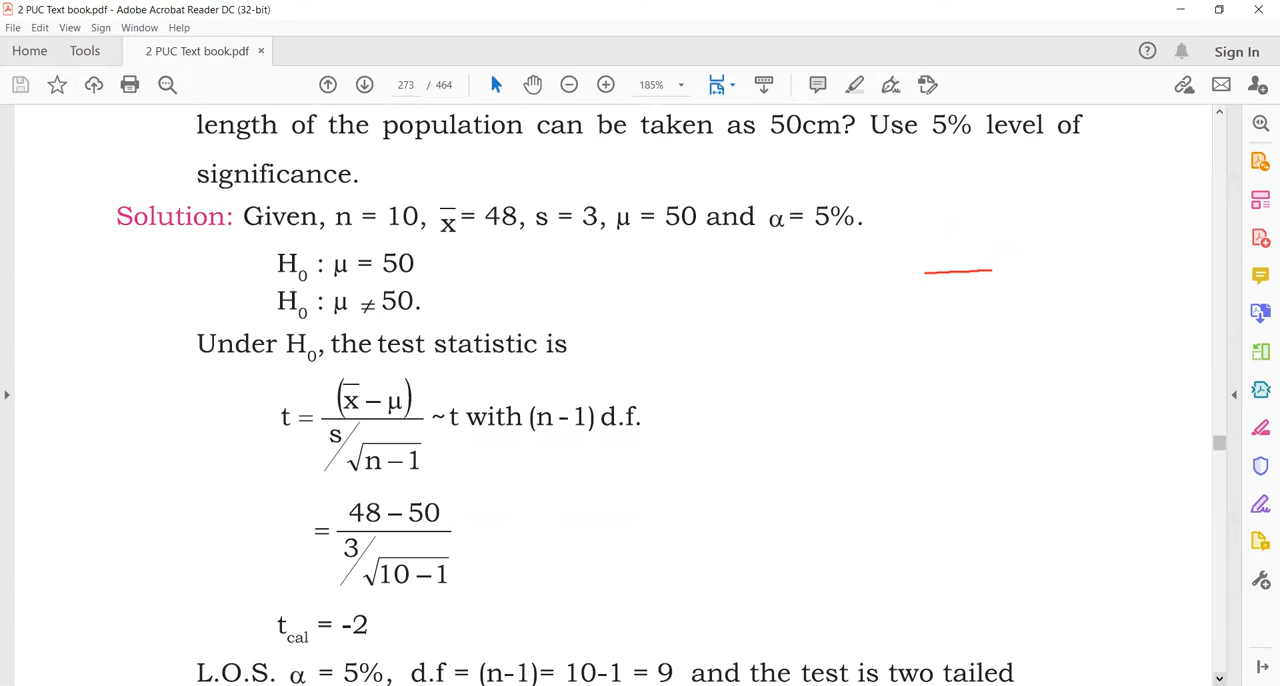 2 PUC Text book.pdf - Adobe Acrobat Reader DC (32-bit)
File Edit View Sign Window Help
Home Tools 2 PUC Text book.pdf × Sign In
273 / 464 185%
length of the population can be taken as 50cm? Use 5% level of
significance.
Solution: Given, n = 10, x̅ = 48, s = 3, μ = 50 and α = 5%.
H₀ : μ = 50
H₀ : μ ≠ 50.
Under H₀, the test statistic is
t = (x̅ – μ) / (s/√(n – 1)) ~ t with (n - 1) d.f.
= (48 – 50) / (3/√(10 – 1))
t_cal = -2
L.O.S. α = 5%, d.f = (n-1)= 10-1 = 9 and the test is two tailed